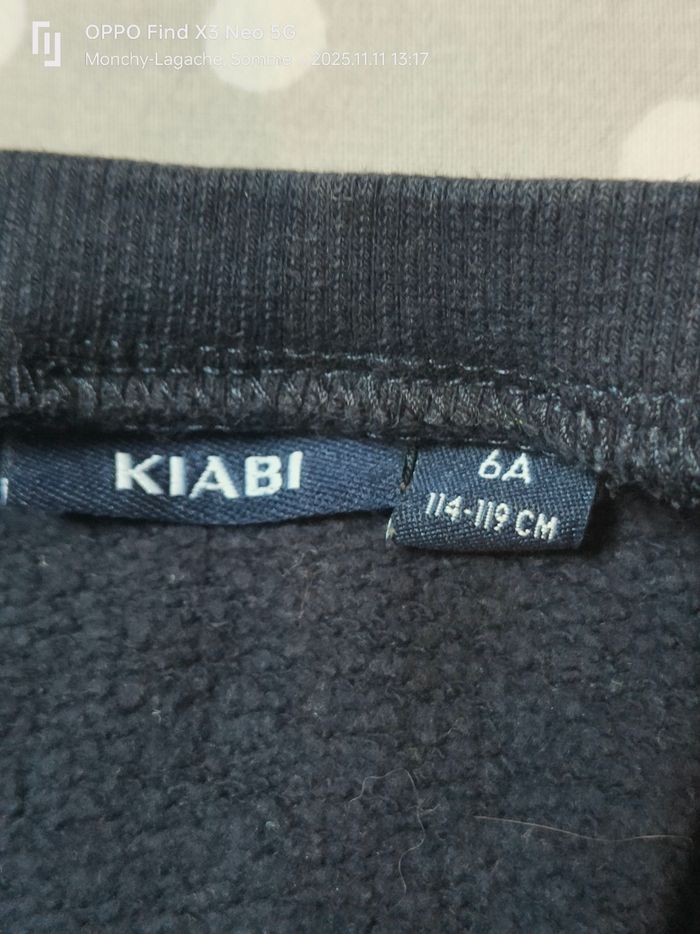 OPPO Find X3 Neo 5G
Monchy-Lagache, Somme 2025.11.11 13:17
KIABI
6A
114-119 CM